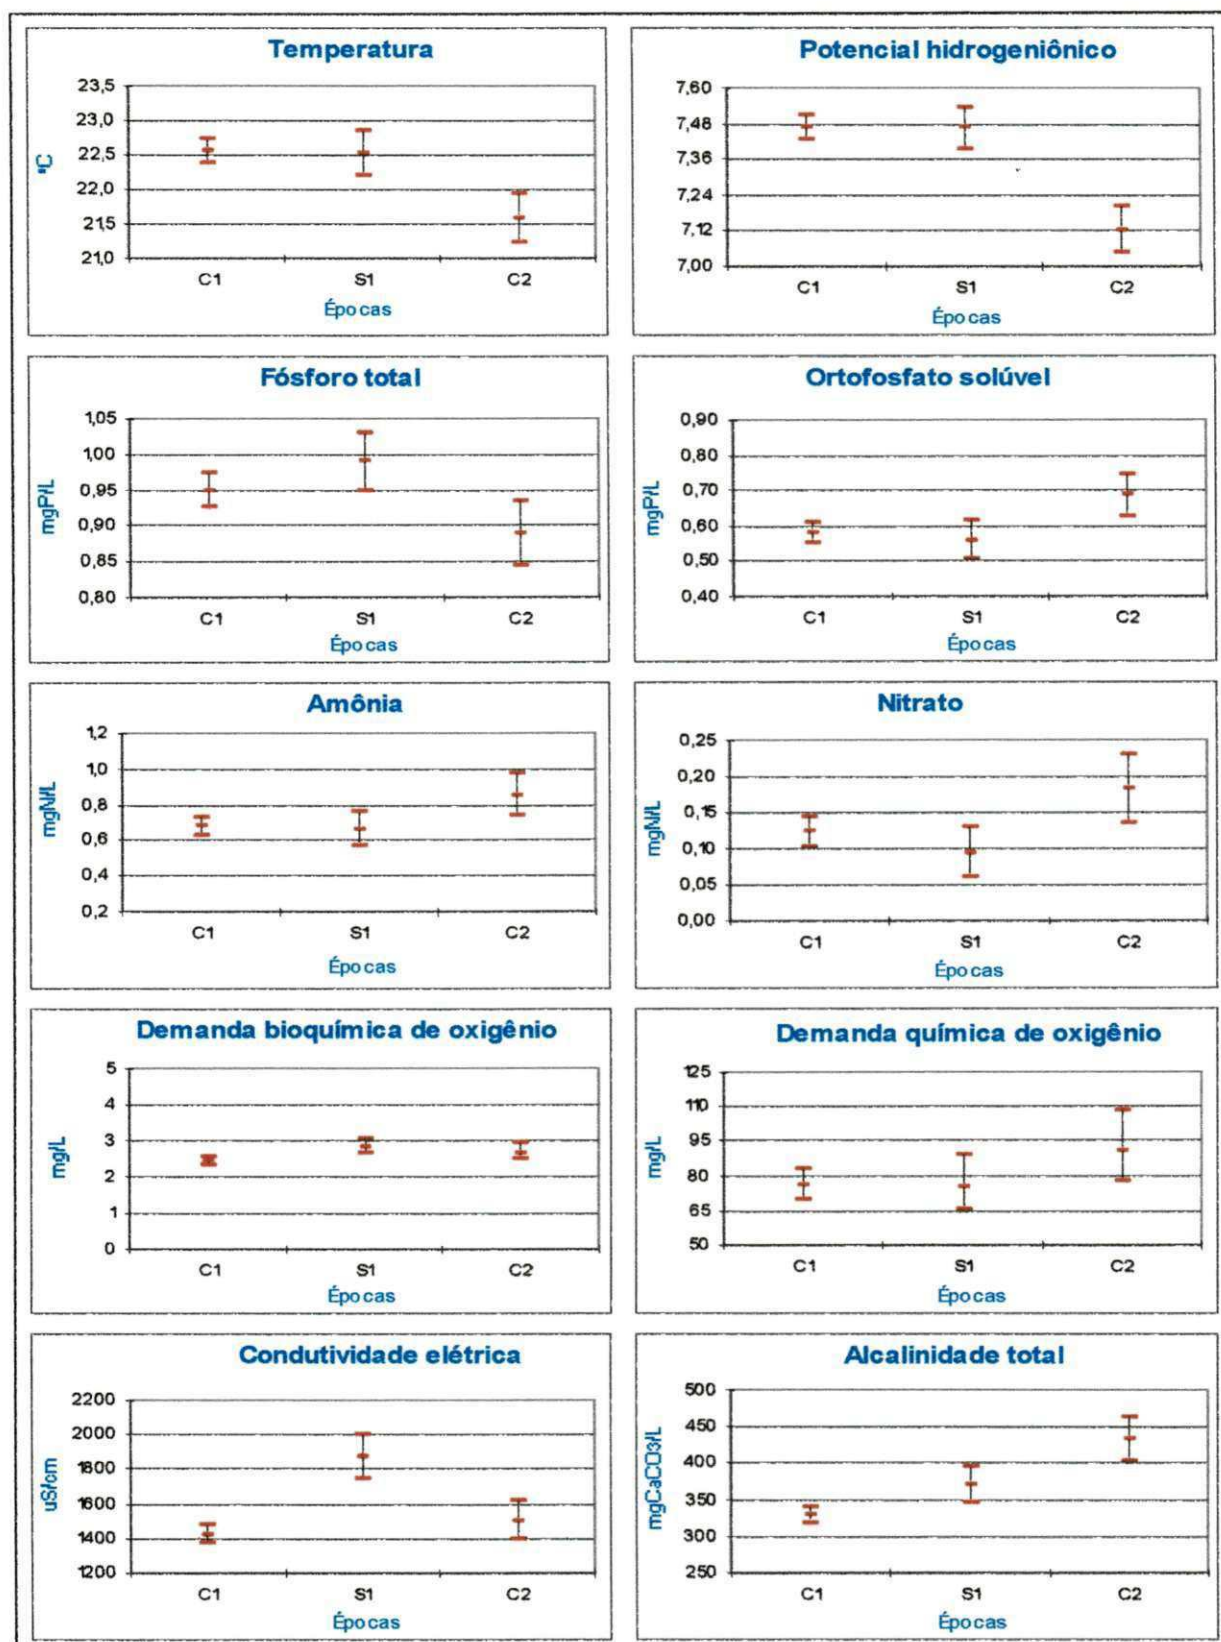 Temperatura
23,5
23,0
22,5
22,0
21,5
21,0
ºC
C1 S1 C2
Épocas
Potencial hidrogeniônico
7,60
7,48
7,36
7,24
7,12
7,00
C1 S1 C2
Épocas
Fósforo total
1,05
1,00
0,95
0,90
0,85
0,80
mgP/L
C1 S1 C2
Épocas
Ortofosfato solúvel
0,90
0,80
0,70
0,60
0,50
0,40
mgP/L
C1 S1 C2
Épocas
Amônia
1,2
1,0
0,8
0,6
0,4
0,2
mgN/L
C1 S1 C2
Épocas
Nitrato
0,25
0,20
0,15
0,10
0,05
0,00
mgN/L
C1 S1 C2
Épocas
Demanda bioquímica de oxigênio
5
4
3
2
1
0
mg/L
C1 S1 C2
Épocas
Demanda química de oxigênio
125
110
95
80
65
50
mg/L
C1 S1 C2
Épocas
Condutividade elétrica
2200
2000
1800
1600
1400
1200
uS/cm
C1 S1 C2
Épocas
Alcalinidade total
500
450
400
350
300
250
mgCaCO3/L
C1 S1 C2
Épocas